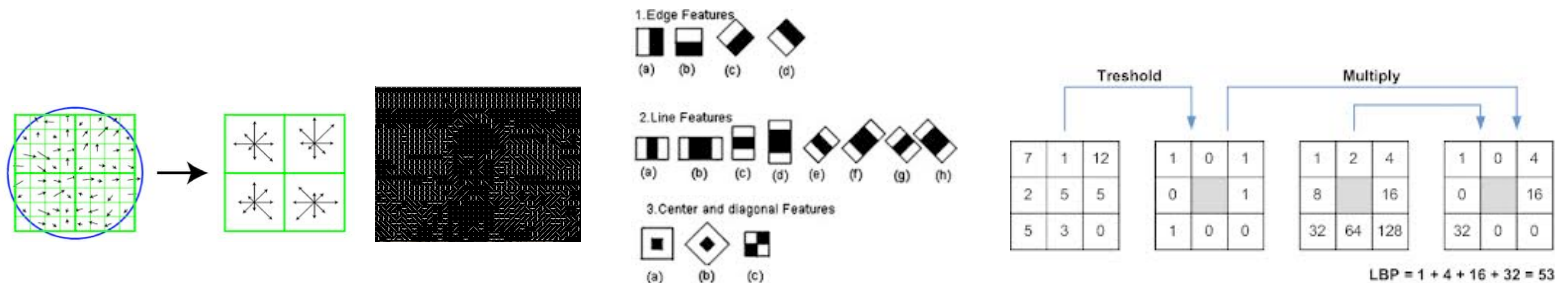 1.Edge Features
(a) (b) (c) (d)
2.Line Features
(a) (b) (c) (d) (e) (f) (g) (h)
3.Center and diagonal Features
(a) (b) (c)
Treshold
Multiply
7 1 12
2 5 5
5 3 0
1 0 1
0 1
1 0 0
1 2 4
8 16
32 64 128
1 0 4
0 16
32 0 0
LBP = 1 + 4 + 16 + 32 = 53